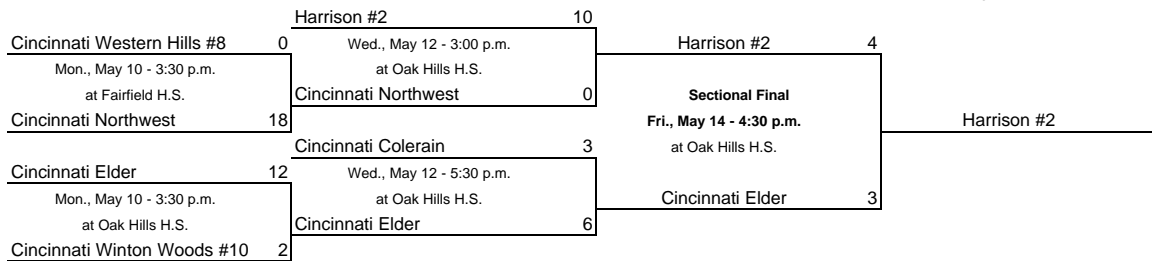 Harrison #2 10
Cincinnati Western Hills #8 0
Wed., May 12 - 3:00 p.m.
Harrison #2 4
Mon., May 10 - 3:30 p.m.
at Oak Hills H.S.
at Fairfield H.S.
Cincinnati Northwest 0
Sectional Final
Cincinnati Northwest 18
Fri., May 14 - 4:30 p.m.
Harrison #2
Cincinnati Colerain 3
at Oak Hills H.S.
Cincinnati Elder 12
Wed., May 12 - 5:30 p.m.
Mon., May 10 - 3:30 p.m.
at Oak Hills H.S.
Cincinnati Elder 3
at Oak Hills H.S.
Cincinnati Elder 6
Cincinnati Winton Woods #10 2